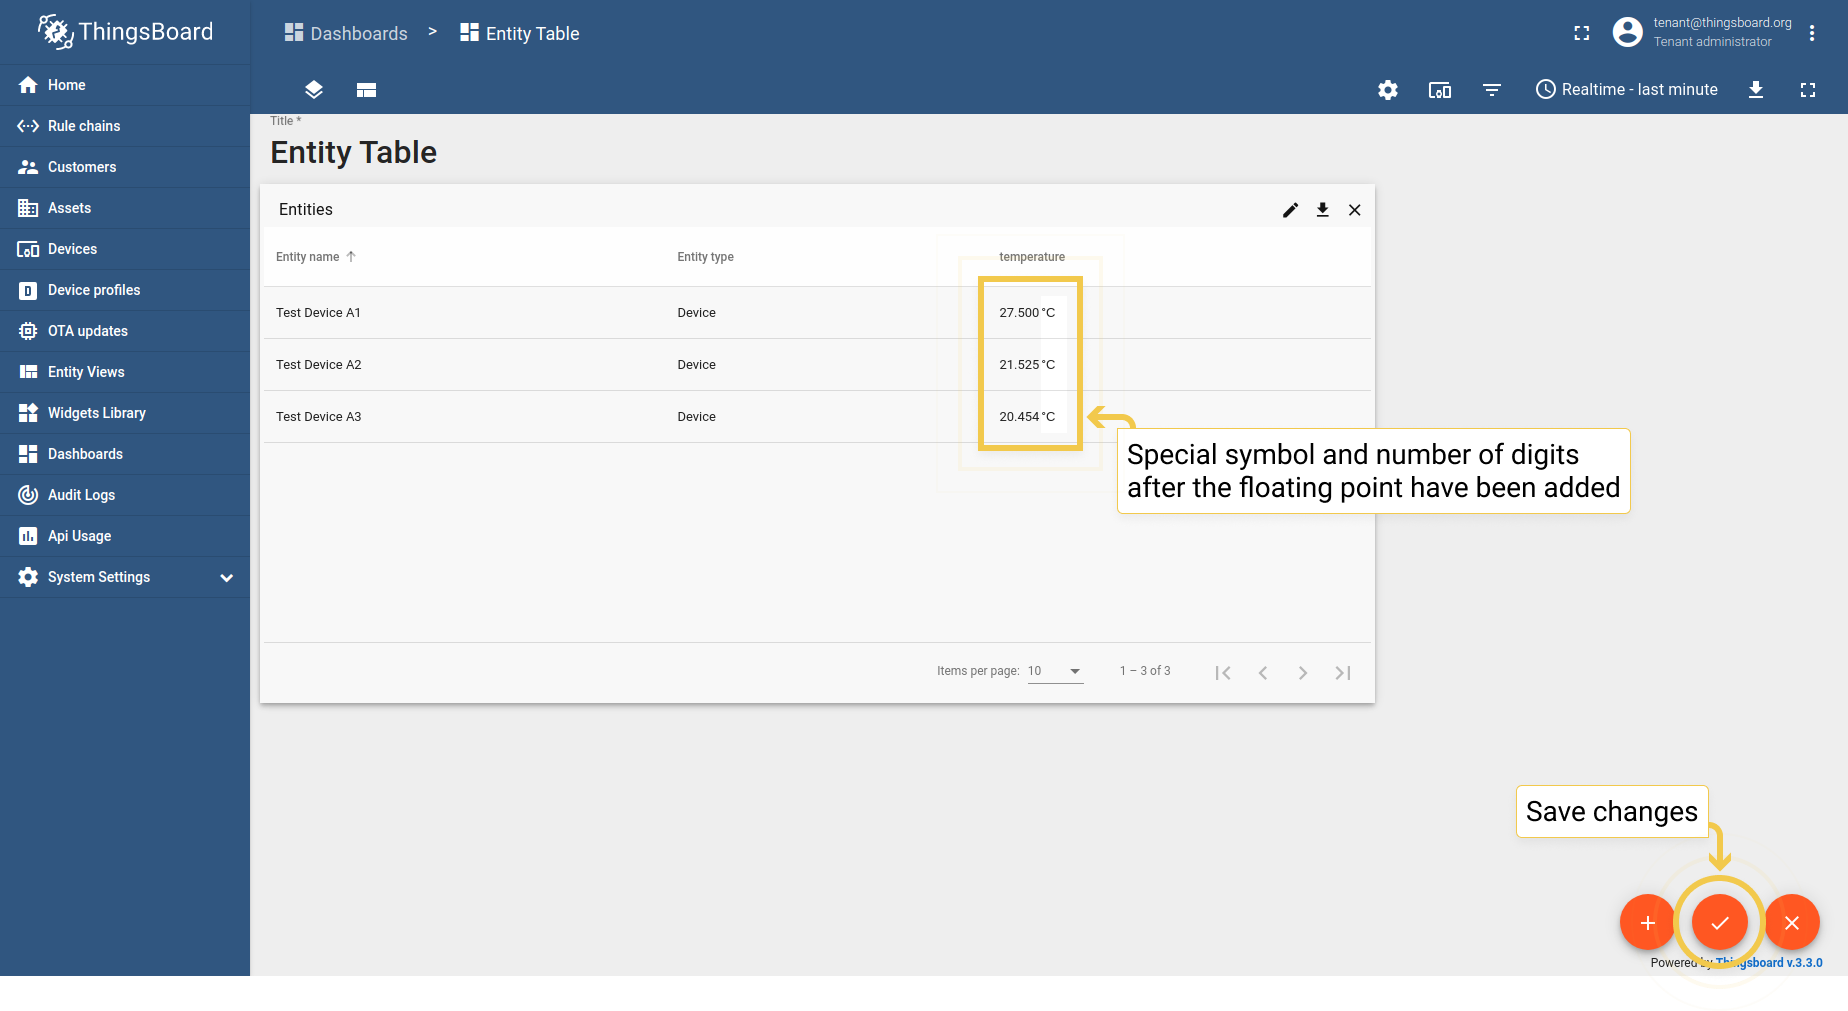 ThingsBoard
Dashboards > Entity Table
tenant@thingsboard.org
Tenant administrator
Home
Rule chains
Customers
Assets
Devices
Device profiles
OTA updates
Entity Views
Widgets Library
Dashboards
Audit Logs
Api Usage
System Settings
Realtime - last minute
Title *
Entity Table
Entities
Entity name Entity type temperature
Test Device A1 Device 27.500 °C
Test Device A2 Device 21.525 °C
Test Device A3 Device 20.454 °C
Special symbol and number of digits
after the floating point have been added
Items per page: 10 1 – 3 of 3
Save changes
Powered by Thingsboard v.3.3.0